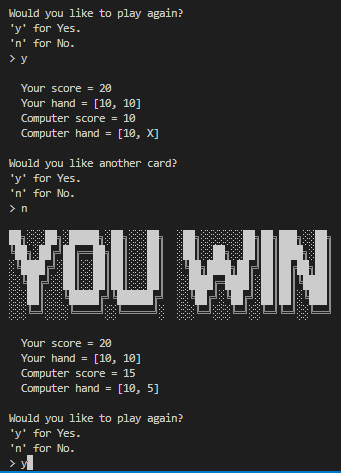 Would you like to play again?
'y' for Yes.
'n' for No.
> y
Your score = 20
Your hand = [10, 10]
Computer score = 10
Computer hand = [10, X]
Would you like another card?
'y' for Yes.
'n' for No.
> n
YOU WIN
Your score = 20
Your hand = [10, 10]
Computer score = 15
Computer hand = [10, 5]
Would you like to play again?
'y' for Yes.
'n' for No.
> y